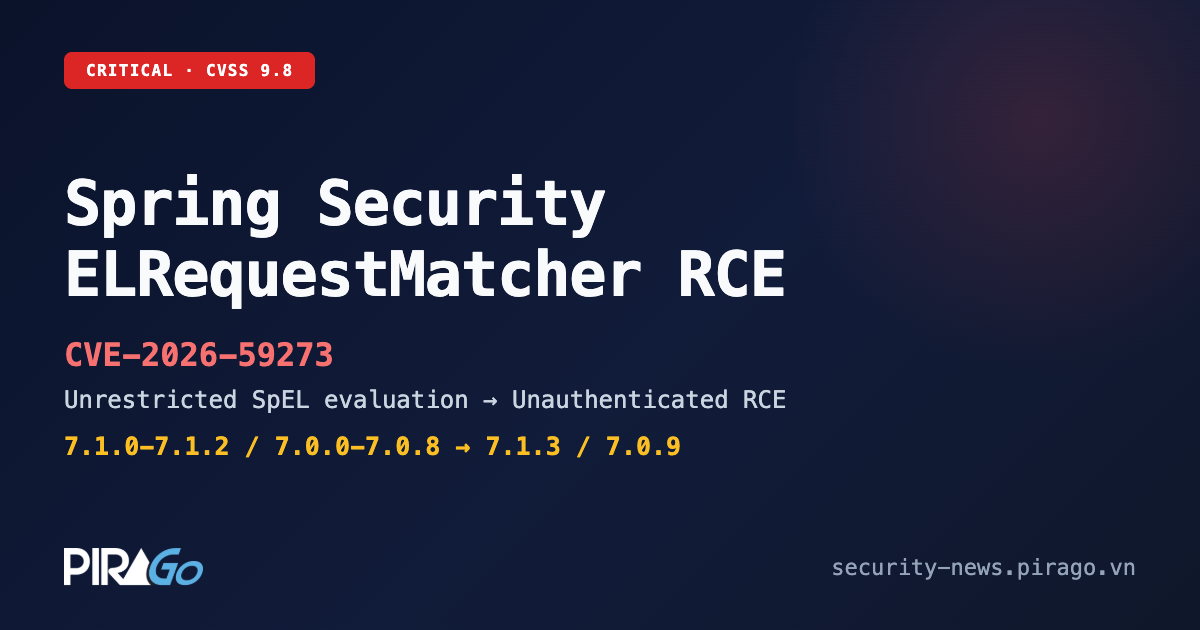 CRITICAL · CVSS 9.8
Spring Security
ELRequestMatcher RCE
CVE-2026-59273
Unrestricted SpEL evaluation → Unauthenticated RCE
7.1.0–7.1.2 / 7.0.0–7.0.8 → 7.1.3 / 7.0.9
PIRAGo
security-news.pirago.vn